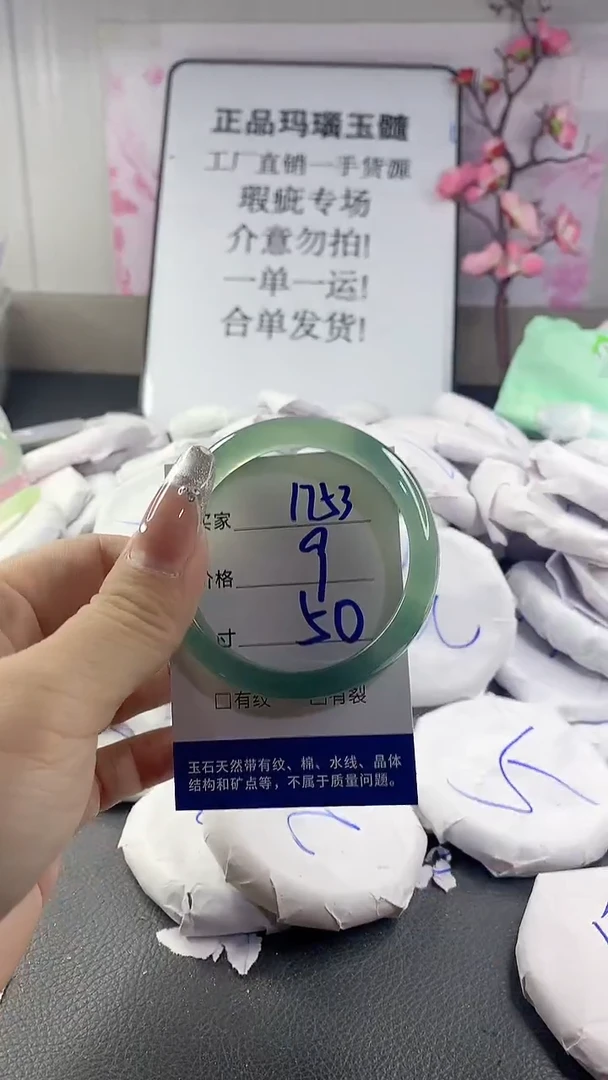 正品玛瑙玉髓
工厂直销一手货源
瑕疵专场
介意勿拍!
一单一运!
合单发货!
买家 1253
价格 9
寸 50
□有纹 □有裂
玉石天然带有纹、棉、水线、晶体
结构和矿点等，不属于质量问题。
5